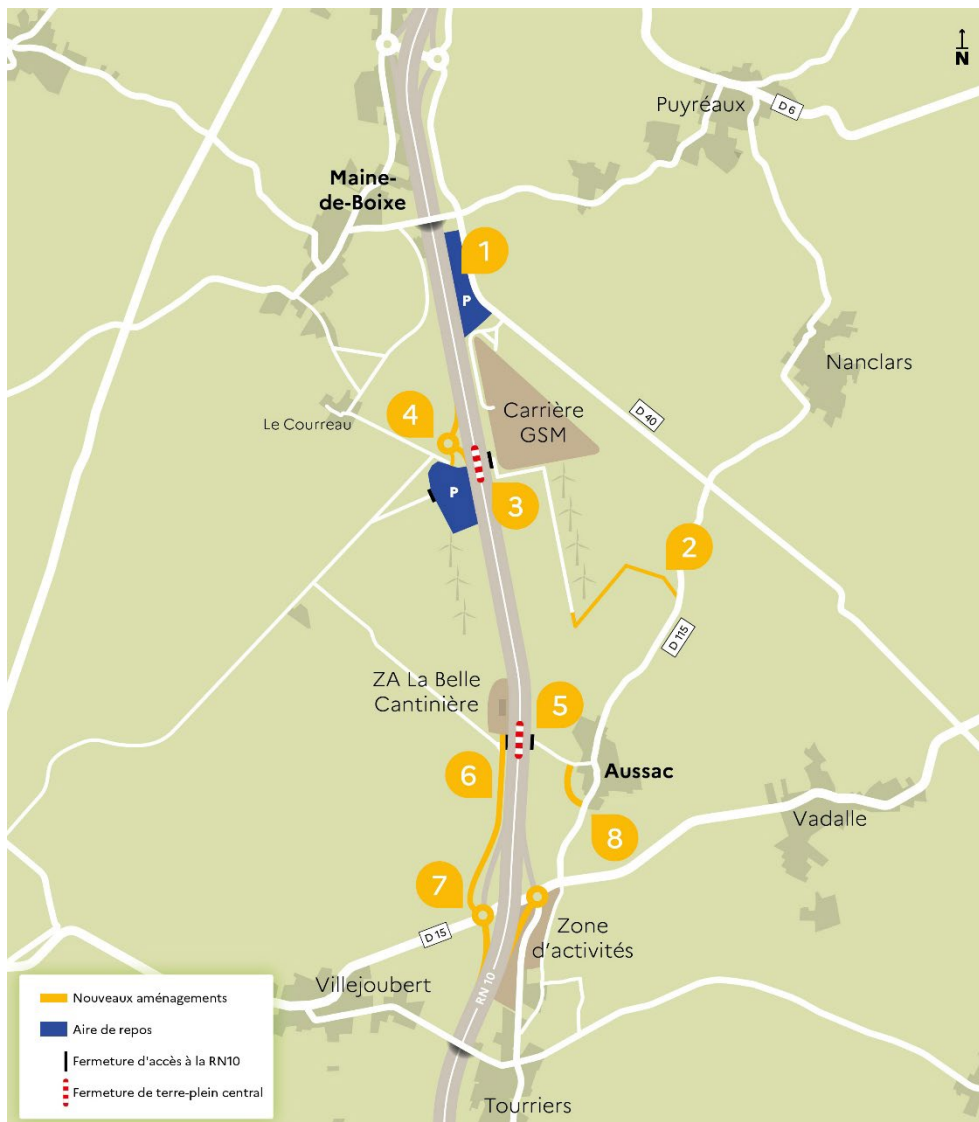 N
Puyréaux
D 6
Maine-
de-Boixe
1
P
Nanclars
Le Courreau
4
Carrière
GSM
D 40
P
3
2
D 115
ZA La Belle
Cantinière
5
6
Aussac
Vadalle
8
7
D 15
Zone
d'activités
Villejoubert
RN 10
Tourriers
Nouveaux aménagements
Aire de repos
Fermeture d'accès à la RN10
Fermeture de terre-plein central